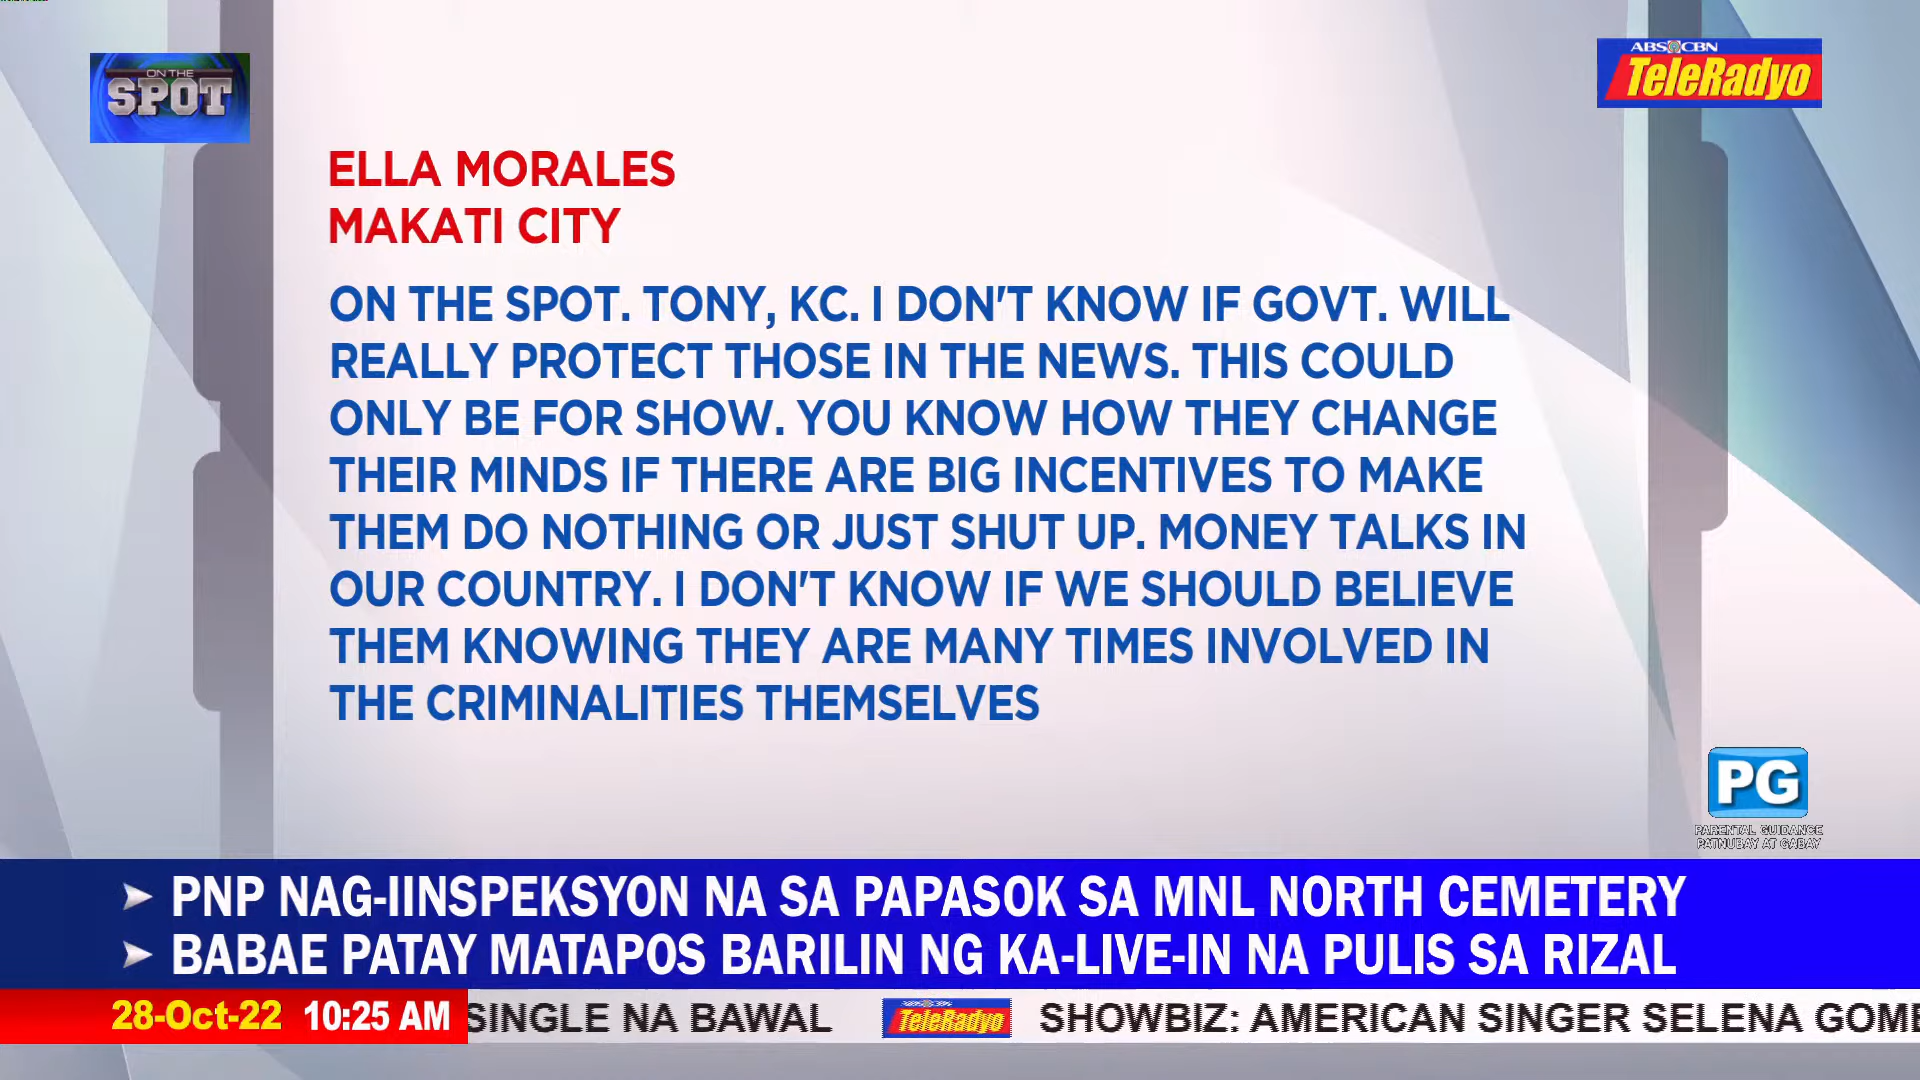 ON THE
SPOT
ABS CBN
TeleRadyo
ELLA MORALES
MAKATI CITY
ON THE SPOT. TONY, KC. I DON'T KNOW IF GOVT. WILL
REALLY PROTECT THOSE IN THE NEWS. THIS COULD
ONLY BE FOR SHOW. YOU KNOW HOW THEY CHANGE
THEIR MINDS IF THERE ARE BIG INCENTIVES TO MAKE
THEM DO NOTHING OR JUST SHUT UP. MONEY TALKS IN
OUR COUNTRY. I DON'T KNOW IF WE SHOULD BELIEVE
THEM KNOWING THEY ARE MANY TIMES INVOLVED IN
THE CRIMINALITIES THEMSELVES
PG
PARENTAL GUIDANCE
PATNUBAY AT GABAY
PNP NAG-IINSPEKSYON NA SA PAPASOK SA MNL NORTH CEMETERY
BABAE PATAY MATAPOS BARILIN NG KA-LIVE-IN NA PULIS SA RIZAL
28-Oct-22 10:25 AM SINGLE NA BAWAL ABS CBN TeleRadyo SHOWBIZ: AMERICAN SINGER SELENA GOME